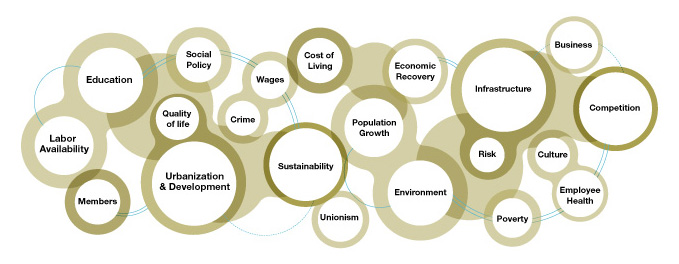 Education
Social
Policy
Wages
Cost of
Living
Economic
Recovery
Infrastructure
Business
Competition
Labor
Availability
Quality
of life
Crime
Population
Growth
Risk
Culture
Members
Urbanization
& Development
Sustainability
Unionism
Environment
Poverty
Employee
Health